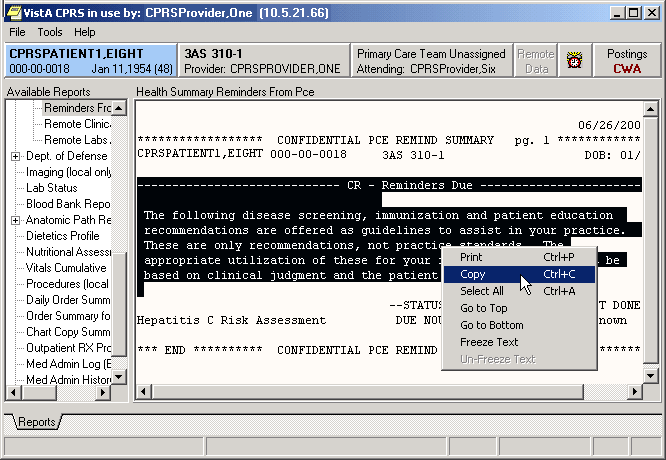 VistA CPRS in use by: CPRSProvider,One (10.5.21.66)
File Tools Help
CPRSPATIENT1,EIGHT
000-00-0018 Jan 11,1954 (48)
3AS 310-1
Provider: CPRSPROVIDER,ONE
Primary Care Team Unassigned
Attending: CPRSProvider,Six
Remote
Data
Postings
CWA
Available Reports
Reminders Fro
Remote Clinica
Remote Labs
Dept. of Defense
Imaging (local only
Lab Status
Blood Bank Repo
Anatomic Path Re
Dietetics Profile
Nutritional Assess
Vitals Cumulative
Procedures (local
Daily Order Summ
Order Summary fo
Chart Copy Summ
Outpatient RX Pro
Med Admin Log (B
Med Admin Histor
Health Summary Reminders From Pce
06/26/200
***************** CONFIDENTIAL PCE REMIND SUMMARY pg. 1 ************
CPRSPATIENT1,EIGHT 000-00-0018 3AS 310-1 DOB: 01/
---------------------------- CR - Reminders Due ----------------------
The following disease screening, immunization and patient education
recommendations are offered as guidelines to assist in your practice.
These are only recommendations, not practice standards. The
appropriate utilization of these for your be
based on clinical judgment and the patient
--STATUS T DONE
Hepatitis C Risk Assessment DUE NOW nown
*** END *********** CONFIDENTIAL PCE REMIND ******
Print Ctrl+P
Copy Ctrl+C
Select All Ctrl+A
Go to Top
Go to Bottom
Freeze Text
Un-Freeze Text
Reports